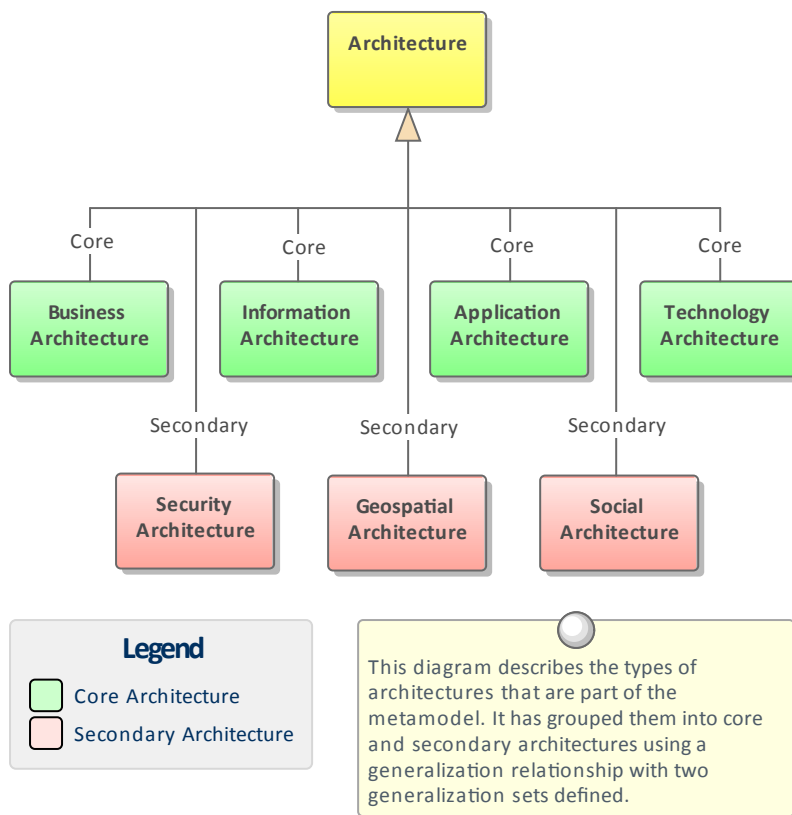 Architecture
Core
Core
Core
Core
Business
Architecture
Information
Architecture
Application
Architecture
Technology
Architecture
Secondary
Secondary
Secondary
Security
Architecture
Geospatial
Architecture
Social
Architecture
Legend
Core Architecture
Secondary Architecture
This diagram describes the types of
architectures that are part of the
metamodel. It has grouped them into core
and secondary architectures using a
generalization relationship with two
generalization sets defined.